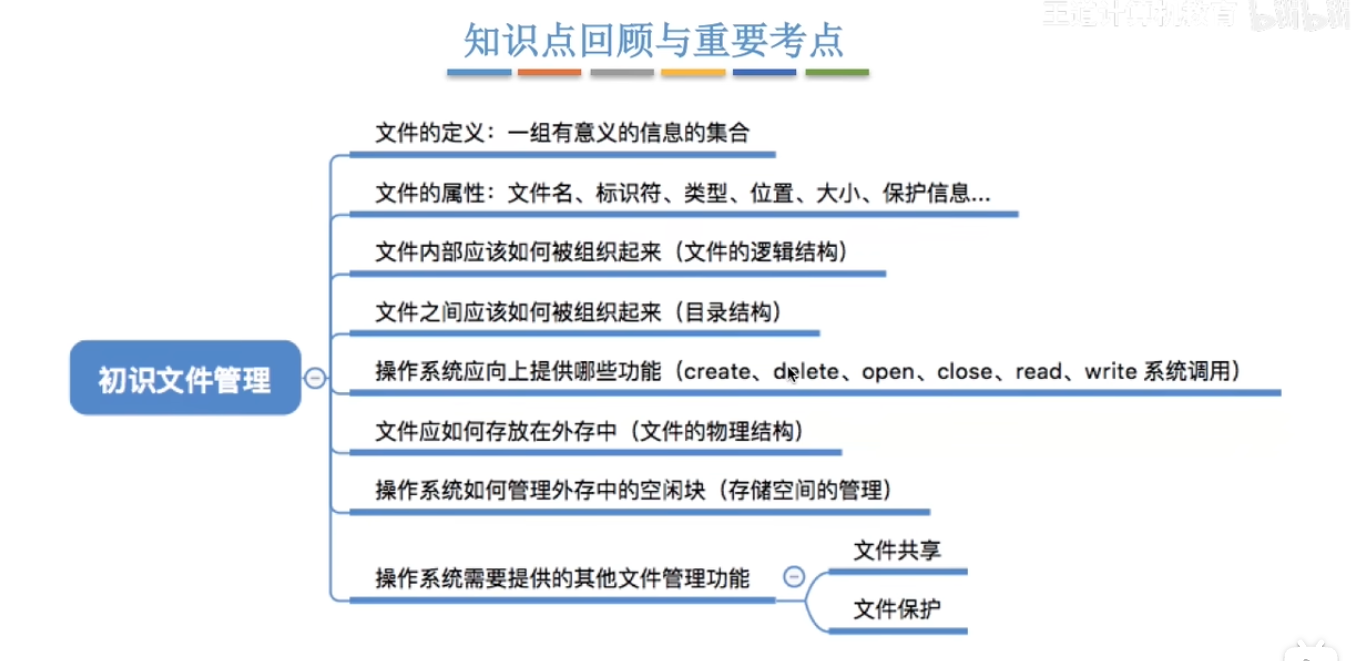 王道计算机教育 bilibili
知识点回顾与重要考点
文件的定义：一组有意义的信息的集合
文件的属性：文件名、标识符、类型、位置、大小、保护信息...
文件内部应该如何被组织起来（文件的逻辑结构）
文件之间应该如何被组织起来（目录结构）
初识文件管理
操作系统应向上提供哪些功能（create、delete、open、close、read、write 系统调用）
文件应如何存放在外存中（文件的物理结构）
操作系统如何管理外存中的空闲块（存储空间的管理）
操作系统需要提供的其他文件管理功能
文件共享
文件保护